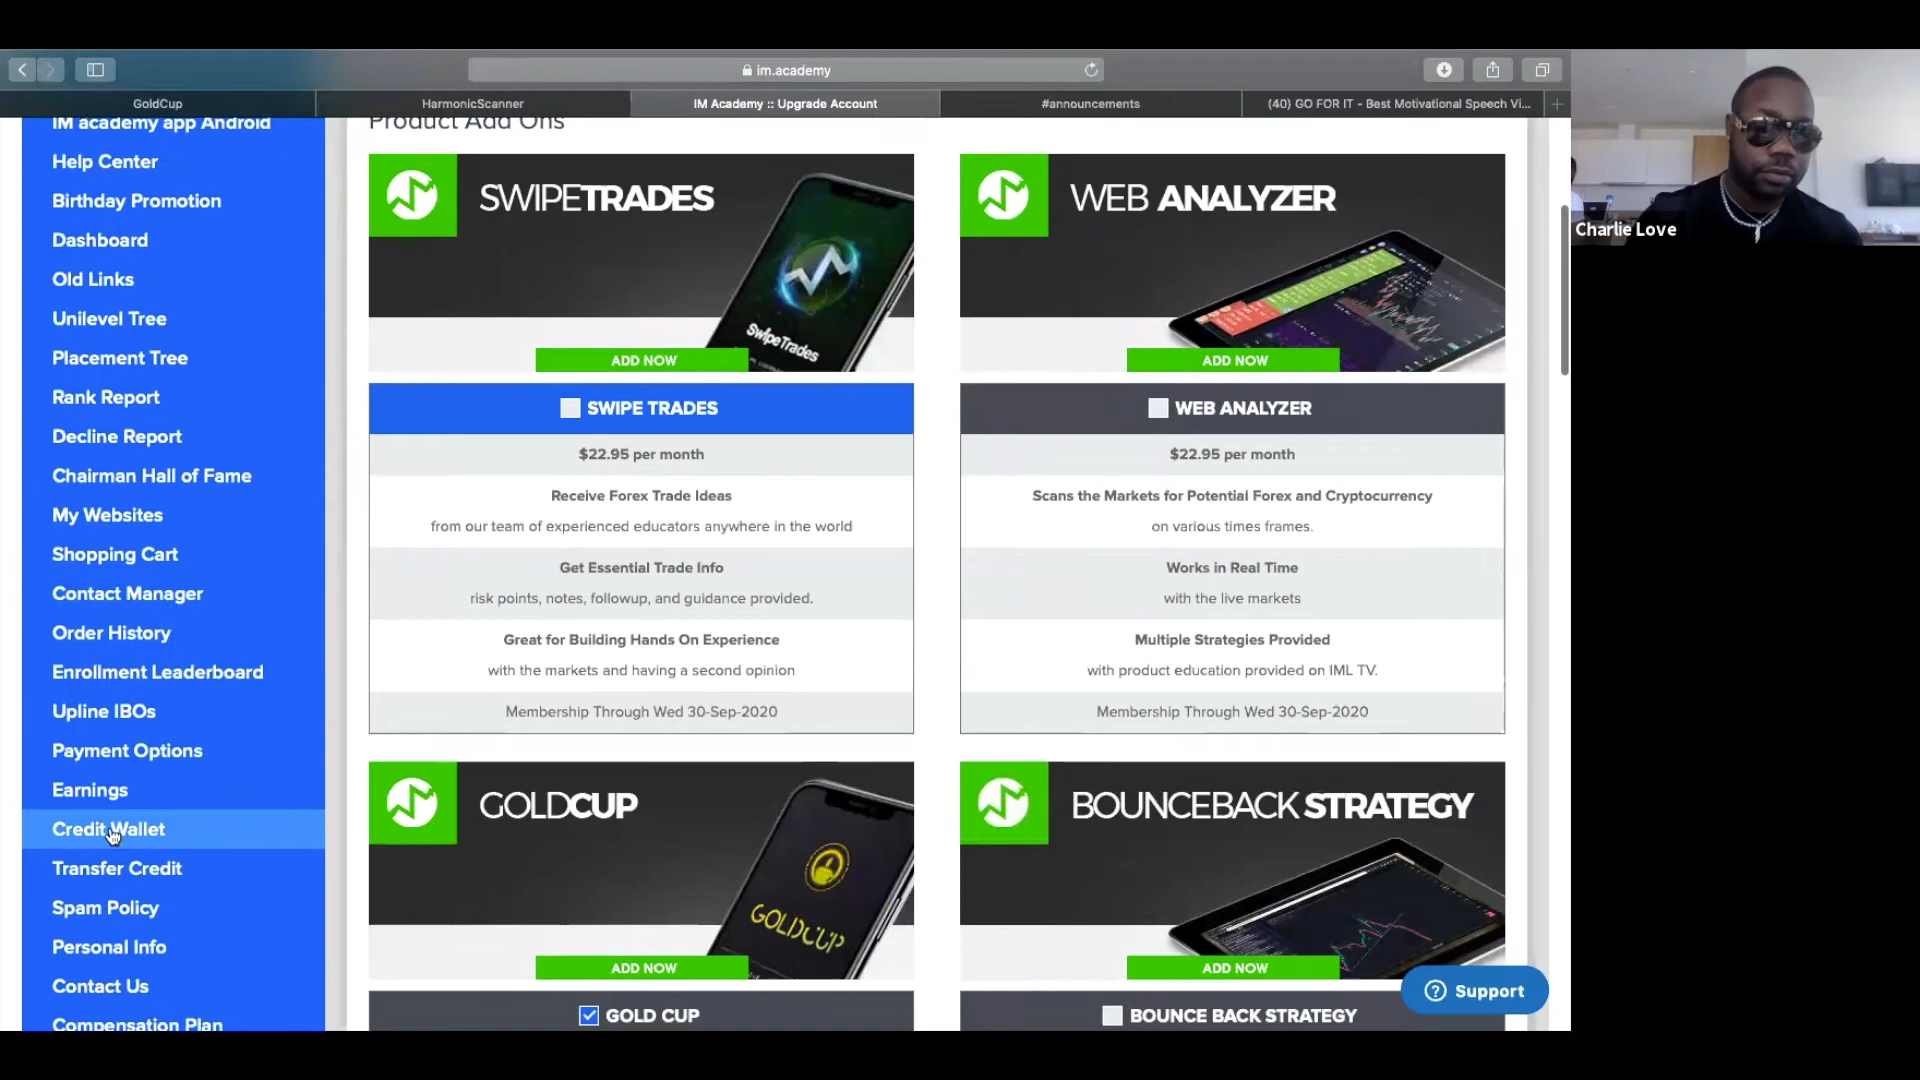 im.academy
GoldCup
HarmonicScanner
IM Academy :: Upgrade Account
#announcements
(40) GO FOR IT - Best Motivational Speech Vi...
IM academy app Android
Help Center
Birthday Promotion
Dashboard
Old Links
Unilevel Tree
Placement Tree
Rank Report
Decline Report
Chairman Hall of Fame
My Websites
Shopping Cart
Contact Manager
Order History
Enrollment Leaderboard
Upline IBOs
Payment Options
Earnings
Credit Wallet
Transfer Credit
Spam Policy
Personal Info
Contact Us
Compensation Plan
Product Add Ons
SWIPETRADES
SwipeTrades
ADD NOW
SWIPE TRADES
$22.95 per month
Receive Forex Trade Ideas
from our team of experienced educators anywhere in the world
Get Essential Trade Info
risk points, notes, followup, and guidance provided.
Great for Building Hands On Experience
with the markets and having a second opinion
Membership Through Wed 30-Sep-2020
WEB ANALYZER
ADD NOW
WEB ANALYZER
$22.95 per month
Scans the Markets for Potential Forex and Cryptocurrency
on various times frames.
Works in Real Time
with the live markets
Multiple Strategies Provided
with product education provided on IML TV.
Membership Through Wed 30-Sep-2020
GOLDCUP
GOLDCUP
ADD NOW
GOLD CUP
BOUNCEBACK STRATEGY
ADD NOW
BOUNCE BACK STRATEGY
Support
Charlie Love